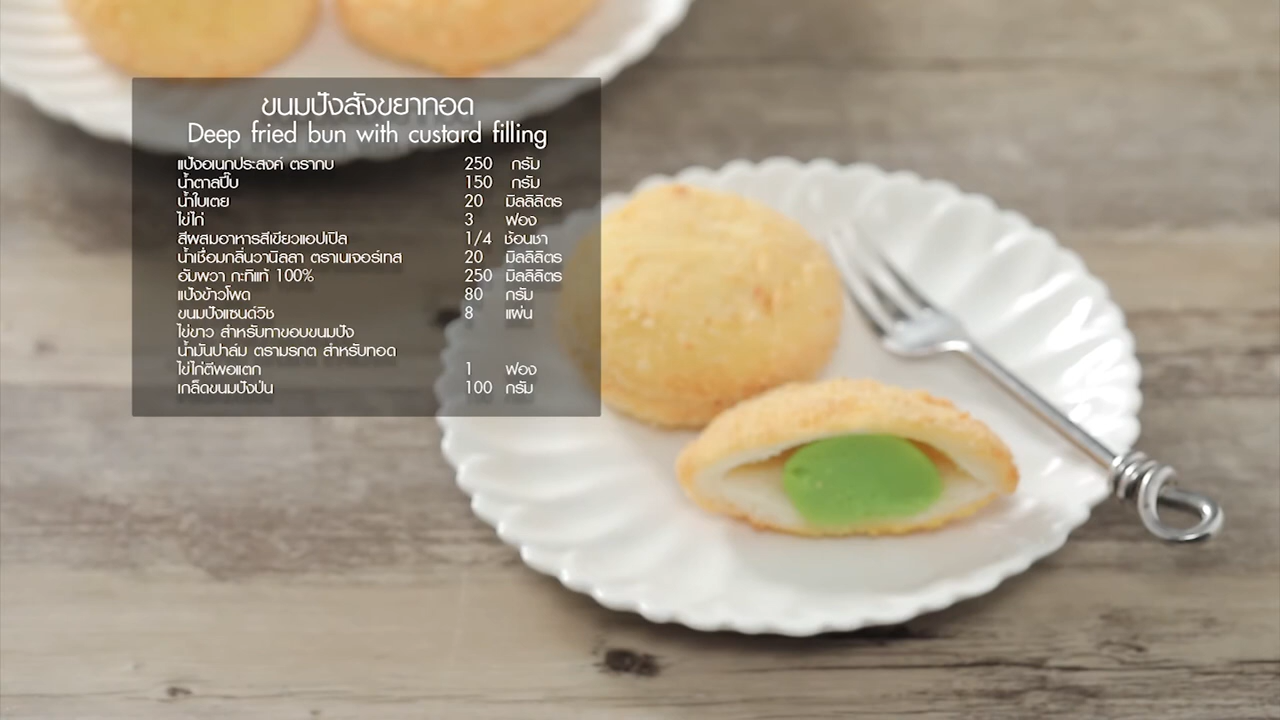 ขนมปังสังขยาทอด
Deep fried bun with custard filling
แป้งอเนกประสงค์ ตรากบ 250 กรัม
น้ำตาลปี๊บ 150 กรัม
น้ำใบเตย 20 มิลลิลิตร
ไข่ไก่ 3 ฟอง
สีผสมอาหารสีเขียวแอปเปิล 1/4 ช้อนชา
น้ำเชื่อมกลิ่นวานิลลา ตราเนเจอร์เทส 20 มิลลิลิตร
อัมพวา กะทิแท้ 100% 250 มิลลิลิตร
แป้งข้าวโพด 80 กรัม
ขนมปังแซนด์วิช 8 แผ่น
ไข่ขาว สำหรับทาขอบขนมปัง
น้ำมันปาล์ม ตรามรกต สำหรับทอด
ไข่ไก่ตีพอแตก 1 ฟอง
เกล็ดขนมปังป่น 100 กรัม